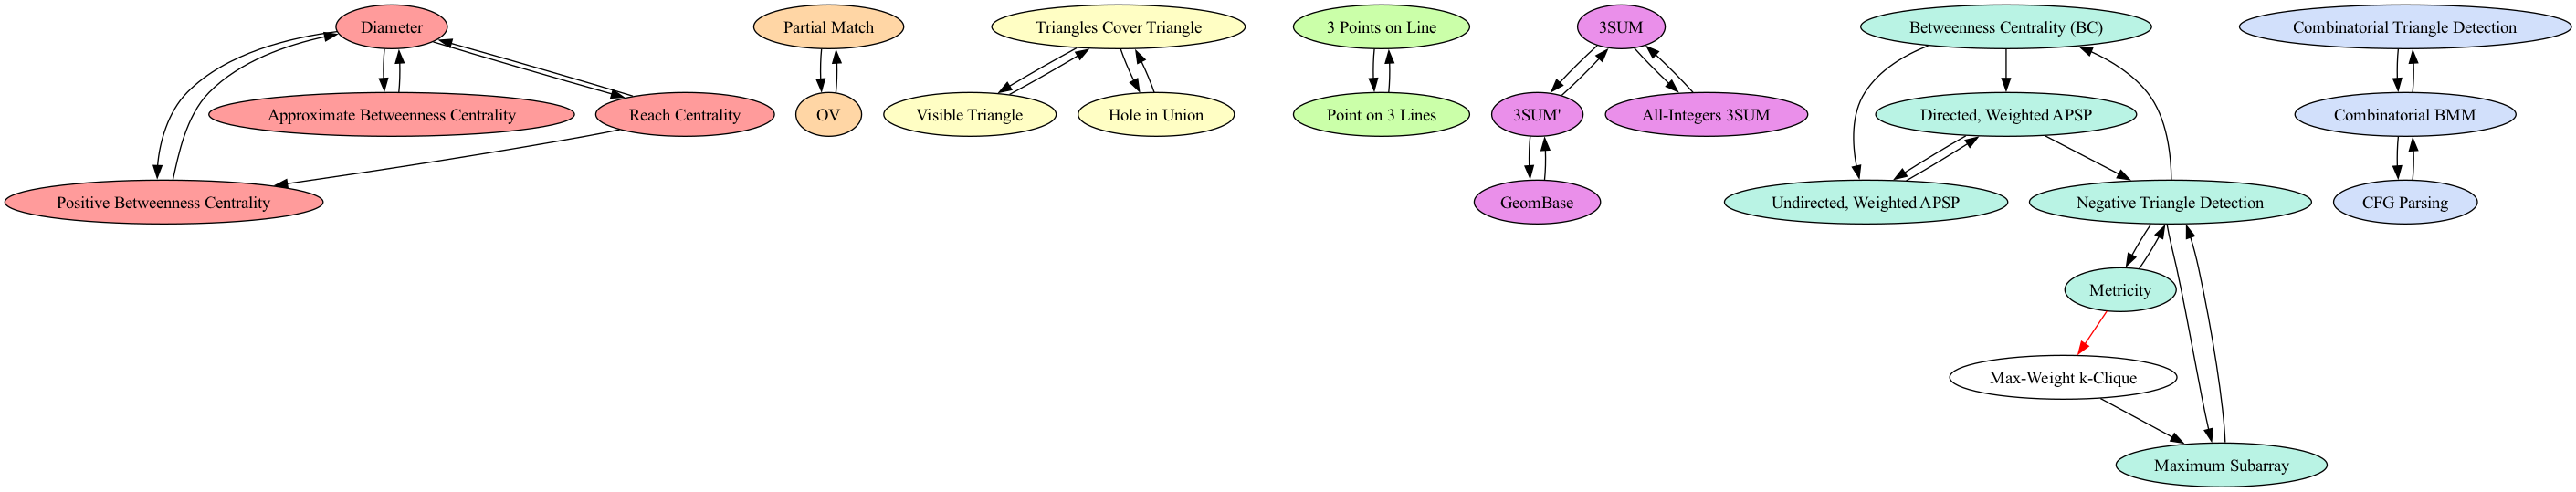 Diameter
Partial Match
Triangles Cover Triangle
3 Points on Line
3SUM
Betweenness Centrality (BC)
Combinatorial Triangle Detection
Approximate Betweenness Centrality
Reach Centrality
OV
Visible Triangle
Hole in Union
Point on 3 Lines
3SUM'
All-Integers 3SUM
Directed, Weighted APSP
Combinatorial BMM
Positive Betweenness Centrality
GeomBase
Undirected, Weighted APSP
Negative Triangle Detection
CFG Parsing
Metricity
Max-Weight k-Clique
Maximum Subarray